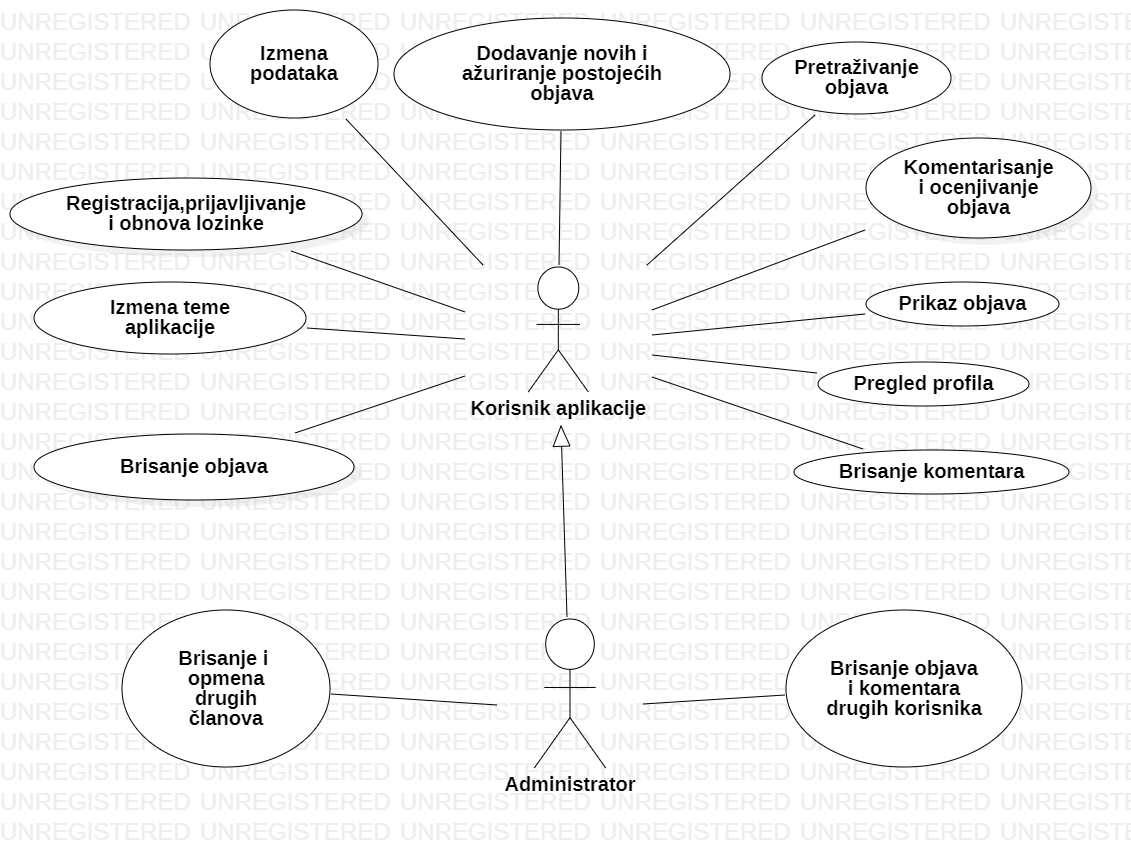 Izmena
podataka
Dodavanje novih i
ažuriranje postojećih
objava
Pretraživanje
objava
Komentarisanje
i ocenjivanje
objava
Registracija,prijavljivanje
i obnova lozinke
Izmena teme
aplikacije
Prikaz objava
Pregled profila
Korisnik aplikacije
Brisanje objava
Brisanje komentara
Brisanje i
opmena
drugih
članova
Brisanje objava
i komentara
drugih korisnika
Administrator
UNREGISTERED